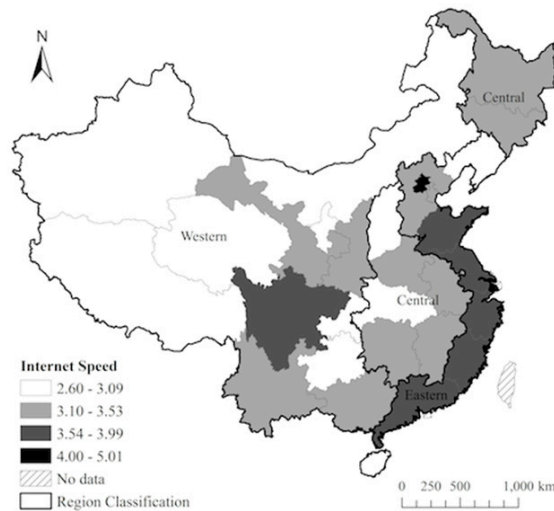 N
Central
Western
Central
Eastern
Internet Speed
2.60 - 3.09
3.10 - 3.53
3.54 - 3.99
4.00 - 5.01
No data
Region Classification
0 250 500 1,000 km